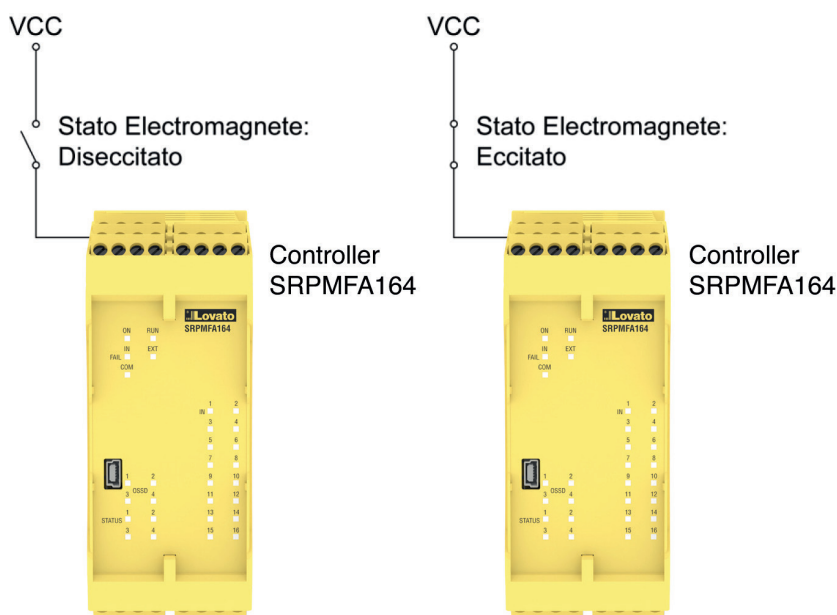 VCC
Stato Electromagnete:
Diseccitato
Controller
SRPMFA164
Lovato
SRPMFA164
ON RUN
IN EXT
FAIL
COM
1 2
IN
3 4
5 6
7 8
9 10
11 12
13 14
15 16
1 2
OSSD
3 4
STATUS 1 2
3 4
VCC
Stato Electromagnete:
Eccitato
Controller
SRPMFA164
Lovato
SRPMFA164
ON RUN
IN EXT
FAIL
COM
1 2
IN
3 4
5 6
7 8
9 10
11 12
13 14
15 16
1 2
OSSD
3 4
STATUS 1 2
3 4